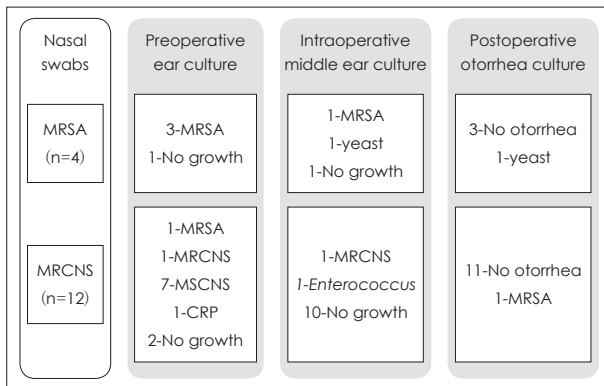 Nasal
swabs
Preoperative
ear culture
Intraoperative
middle ear culture
Postoperative
otorrhea culture
MRSA
(n=4)
3-MRSA
1-No growth
1-MRSA
1-yeast
1-No growth
3-No otorrhea
1-yeast
MRCNS
(n=12)
1-MRSA
1-MRCNS
7-MSCNS
1-CRP
2-No growth
1-MRCNS
1-Enterococcus
10-No growth
11-No otorrhea
1-MRSA